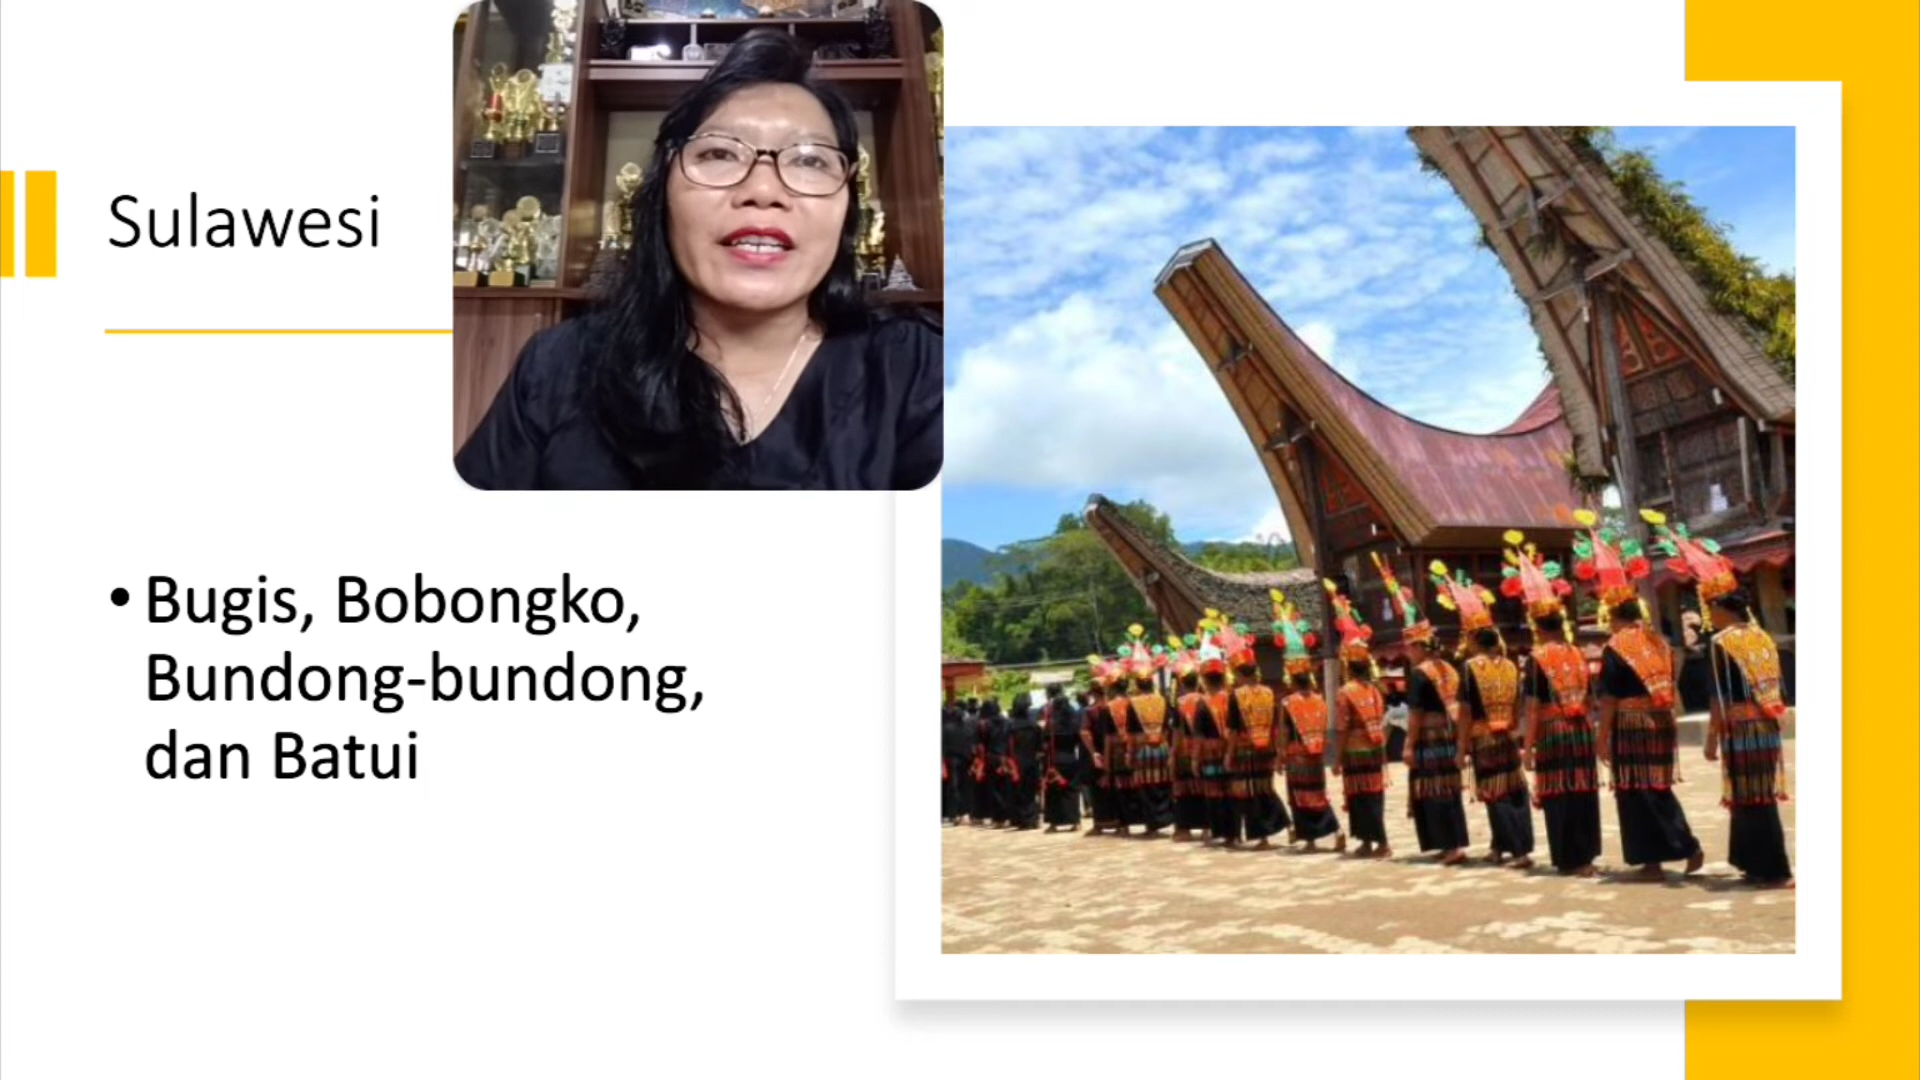 Sulawesi
• Bugis, Bobongko,
Bundong-bundong,
dan Batui